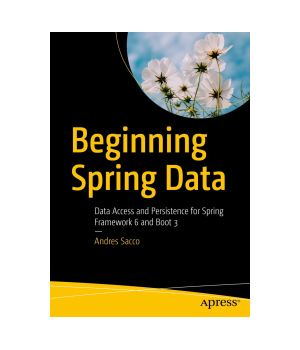 Beginning
Spring Data
Data Access and Persistence for Spring
Framework 6 and Boot 3
—
Andres Sacco
Apress®